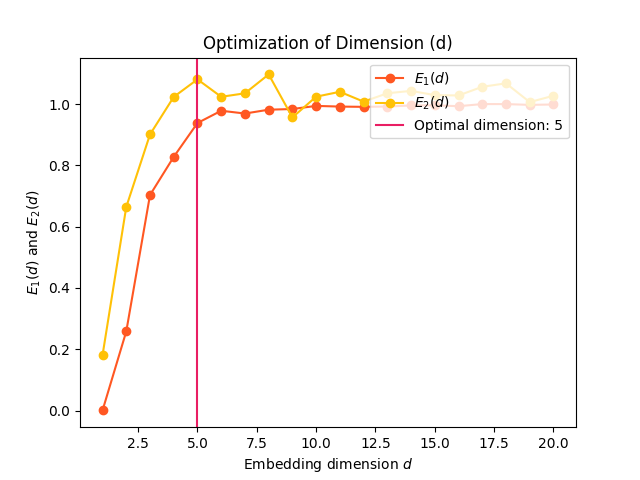 Optimization of Dimension (d)
E₁(d)
E₂(d)
Optimal dimension: 5
E₁(d) and E₂(d)
1.0
0.8
0.6
0.4
0.2
0.0
2.5 5.0 7.5 10.0 12.5 15.0 17.5 20.0
Embedding dimension d